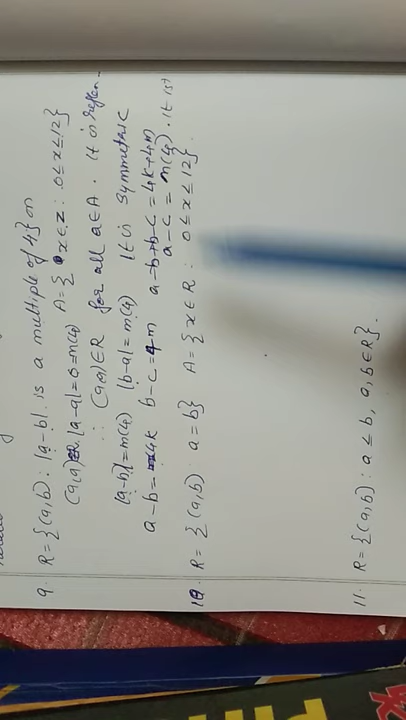 9. R = {(a,b) : |a-b| is a multiple of 4} on
(a,a) |a-a| = 0 = m(4) A = { x ∈ Z : 0 ≤ x ≤ 12}
∴ (a,a) ∈ R for all a ∈ A. It is reflex
|a-b| = m(4) |b-a| = m(4) It is symmetric
a-b = 4k b-c = 4m a-b+b-c = 4k+4m
a-c = m(4). It is
10. R = {(a,b) : a = b} A = { x ∈ R : 0 ≤ x ≤ 12}.
11. R = {(a,b) : a ≤ b, a,b ∈ R}.